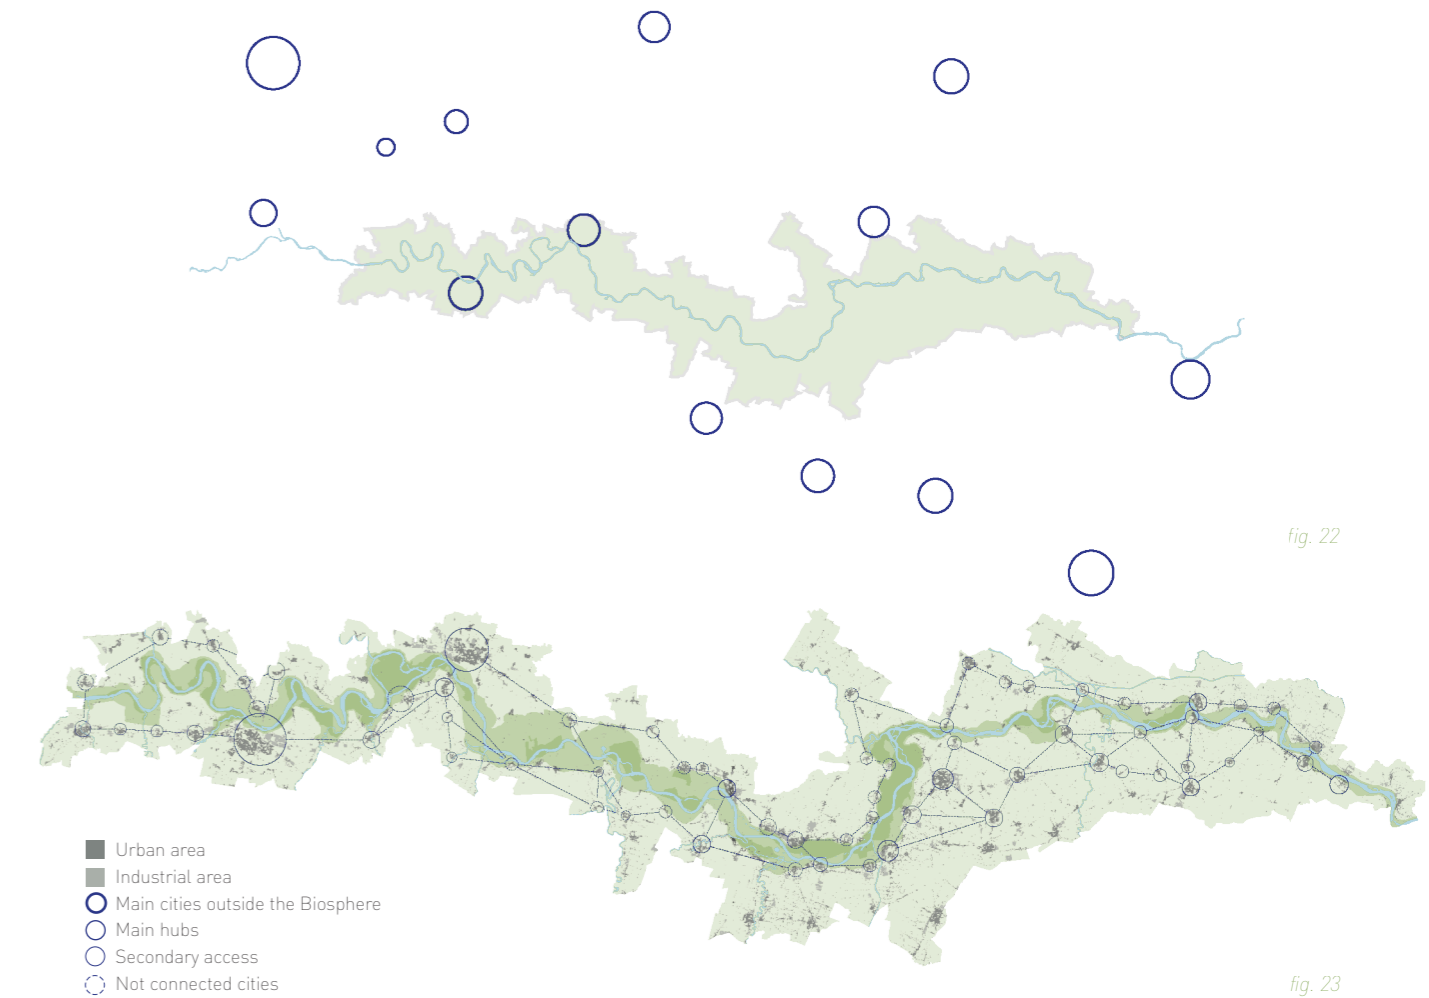 fig. 22
Urban area
Industrial area
Main cities outside the Biosphere
Main hubs
Secondary access
Not connected cities
fig. 23